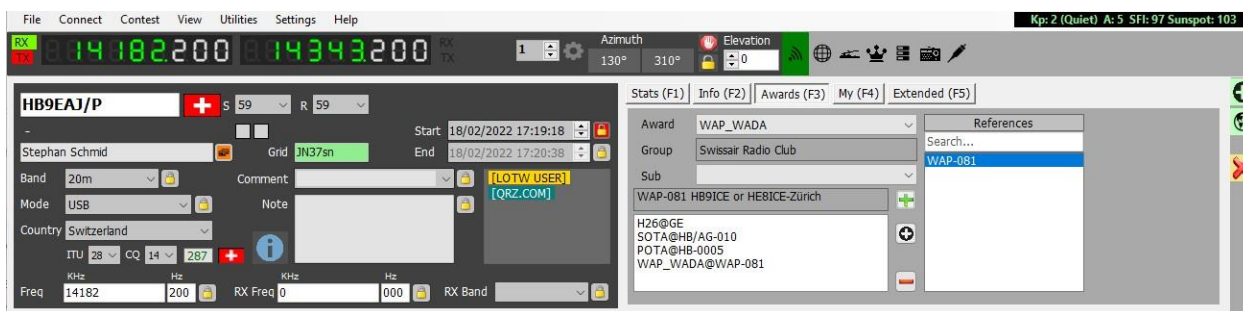 File Connect Contest View Utilities Settings Help
Kp: 2 (Quiet) A: 5 SFI: 97 Sunspot: 103
RX TX 14182.200 14343.200 RX TX 1
Azimuth 130° 310°
Elevation 0
HB9EAJ/P S 59 R 59
- Start 18/02/2022 17:19:18
Stephan Schmid Grid JN37sn End 18/02/2022 17:20:38
Band 20m Comment [LOTW USER]
[QRZ.COM]
Mode USB Note
Country Switzerland
ITU 28 CQ 14 287
KHz Hz KHz Hz
Freq 14182 200 RX Freq 0 000 RX Band
Stats (F1) Info (F2) Awards (F3) My (F4) Extended (F5)
Award WAP_WADA
Group Swissair Radio Club
Sub
WAP-081 HB9ICE or HE8ICE-Zürich
H26@GE
SOTA@HB/AG-010
POTA@HB-0005
WAP_WADA@WAP-081
References
Search...
WAP-081